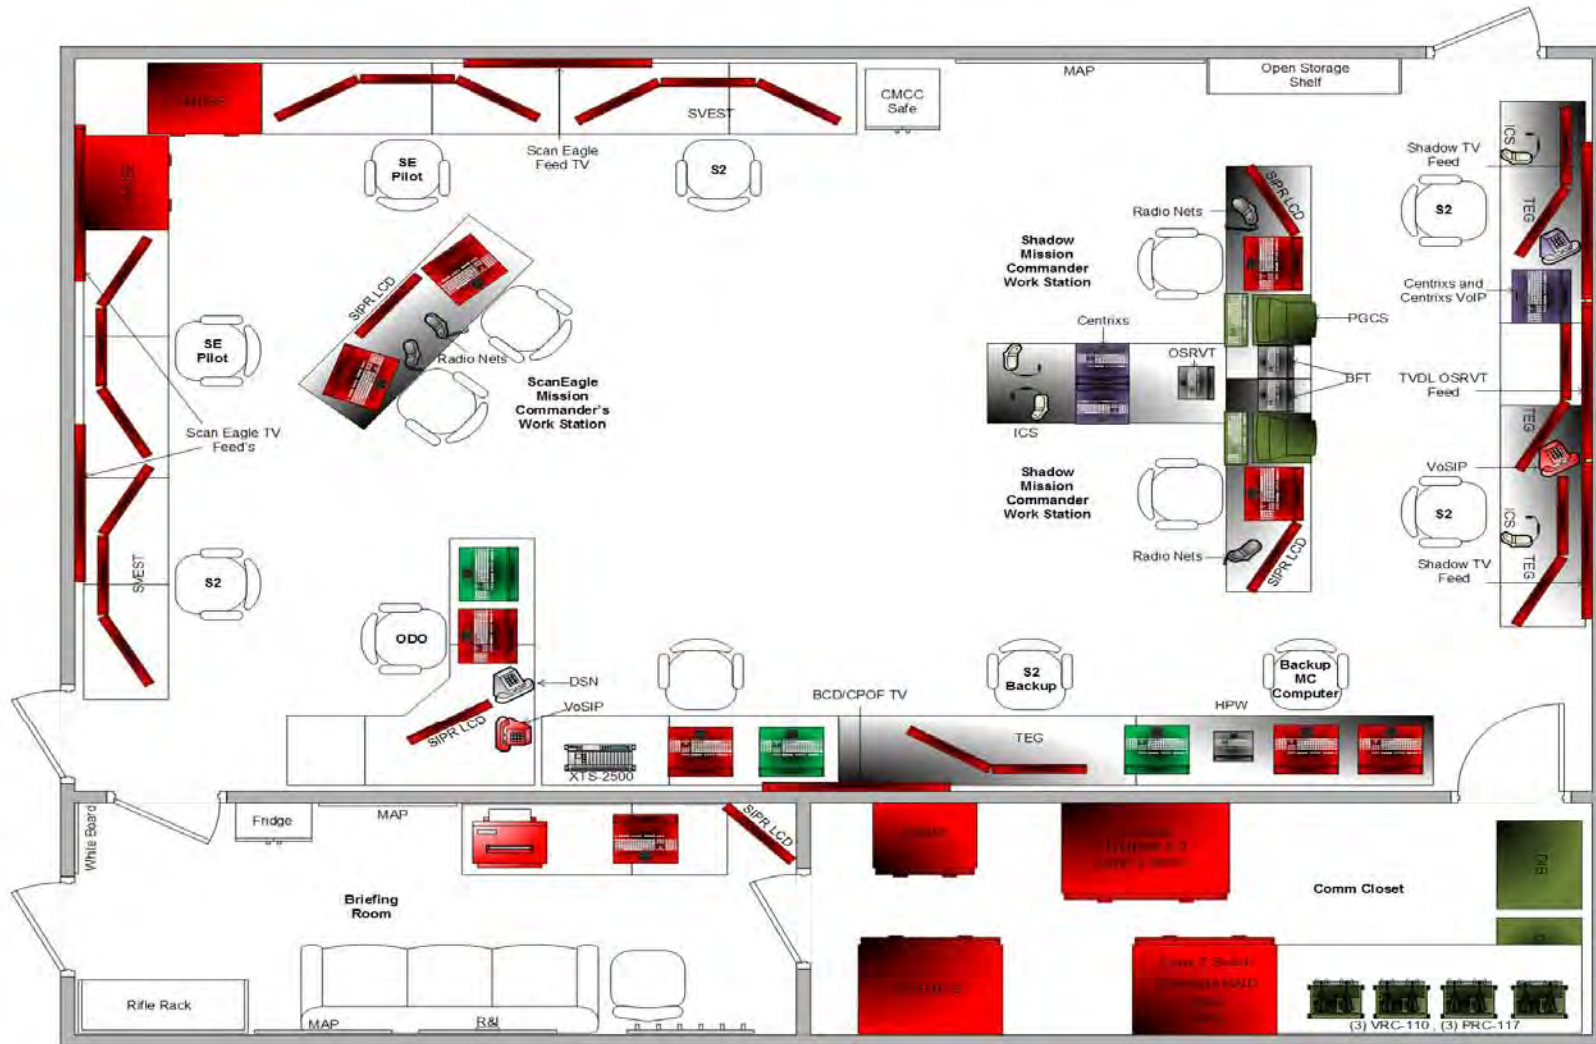 MAP
Open Storage
Shelf
CMCC
Safe
SVEST
Scan Eagle
Feed TV
SE
Pilot
S2
ICS
Shadow TV
Feed
S2
TEG
SIPR LCD
Radio Nets
Shadow
Mission
Commander
Work Station
Centrixs and
Centrixs VoIP
PGCS
SIPR LCD
Radio Nets
SE
Pilot
ScanEagle
Mission
Commander's
Work Station
Centrixs
OSRVT
BFT
ICS
TVDL OSRVT
Feed
TEG
Scan Eagle TV
Feed's
VoSIP
Shadow
Mission
Commander
Work Station
S2
ICS
Radio Nets
SIPR LCD
Shadow TV
Feed
TEG
SVEST
S2
ODO
DSN
VoSIP
SIPR LCD
BCD/CPOF TV
S2
Backup
Backup
MC
Computer
HPW
TEG
XTS-2500
White Board
Fridge
MAP
SIPR LCD
Briefing
Room
Comm Closet
DIB
Rifle Rack
MAP
R&I
(3) VRC-110 , (3) PRC-117